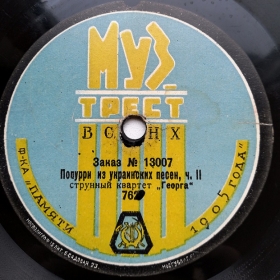 МУЗ
ТРЕСТ
ВСНХ
Заказ № 13007
Попурри из украинских песен, ч. II
струнный квартет „Георга“
762
Ф-КА „ПАМЯТИ 1905 ГОДА“